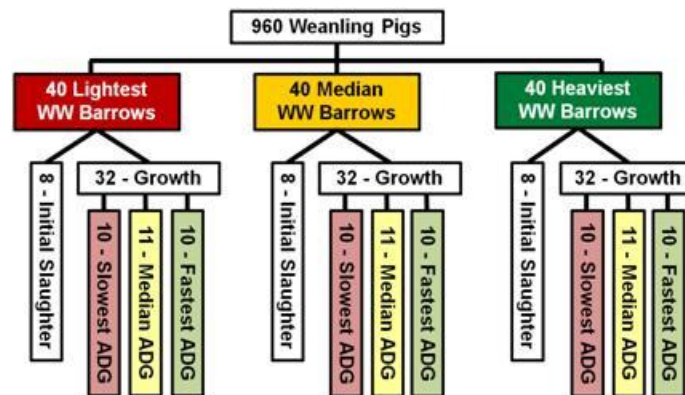 960 Weanling Pigs
40 Lightest
WW Barrows
40 Median
WW Barrows
40 Heaviest
WW Barrows
8 - Initial Slaughter
32 - Growth
10 - Slowest ADG
11 - Median ADG
10 - Fastest ADG
8 - Initial Slaughter
32 - Growth
10 - Slowest ADG
11 - Median ADG
10 - Fastest ADG
8 - Initial Slaughter
32 - Growth
10 - Slowest ADG
11 - Median ADG
10 - Fastest ADG